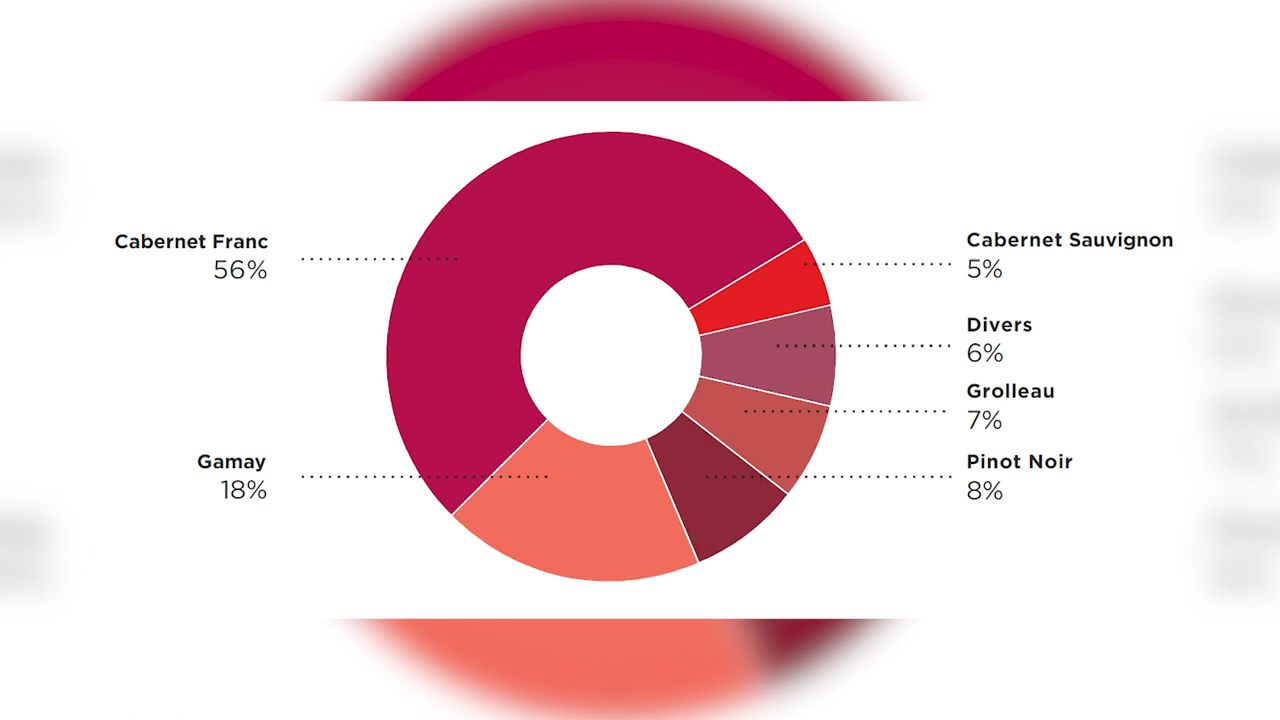 Cabernet Franc
56%
Gamay
18%
Cabernet Sauvignon
5%
Divers
6%
Grolleau
7%
Pinot Noir
8%